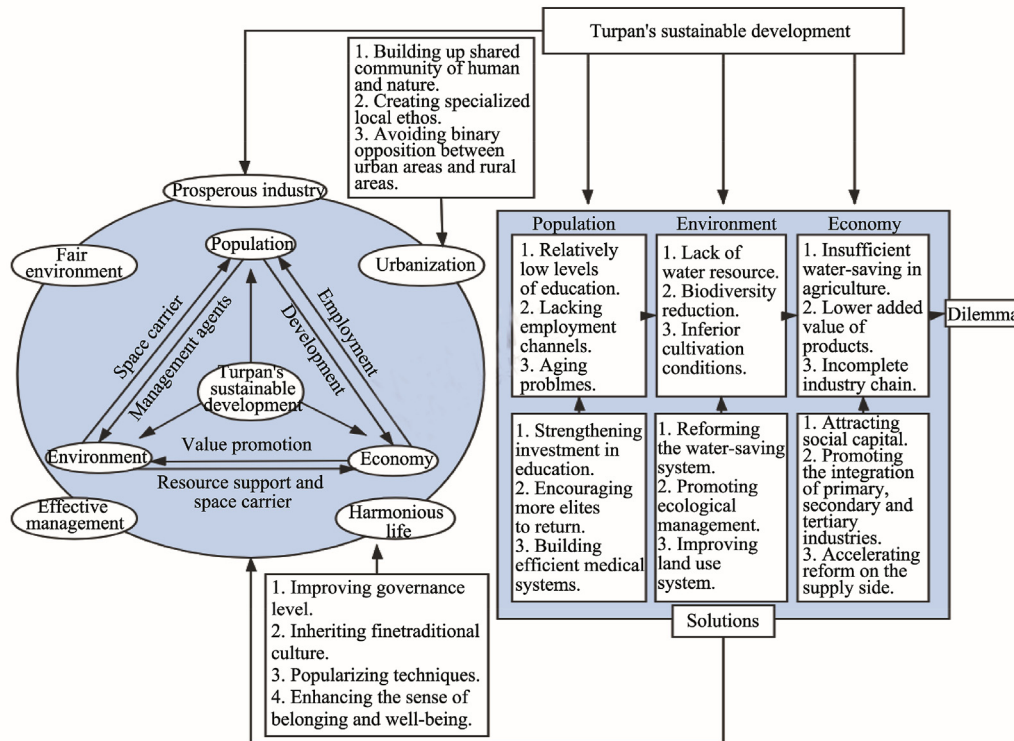 Turpan's sustainable development
1. Building up shared
community of human
and nature.
2. Creating specialized
local ethos.
3. Avoiding binary
opposition between
urban areas and rural
areas.
Prosperous industry
Fair
environment
Population
Urbanization
Space carrier
Management agents
Employment
Development
Turpan's
sustainable
development
Value promotion
Environment
Economy
Resource support and
space carrier
Effective
management
Harmonious
life
1. Improving governance
level.
2. Inheriting finetraditional
culture.
3. Popularizing techniques.
4. Enhancing the sense of
belonging and well-being.
Population
1. Relatively
low levels
of education.
2. Lacking
employment
channels.
3. Aging
problmes.
Environment
1. Lack of
water resource.
2. Biodiversity
reduction.
3. Inferior
cultivation
conditions.
Economy
1. Insufficient
water-saving in
agriculture.
2. Lower added
value of
products.
3. Incomplete
industry chain.
Dilemma
1. Strengthening
investment in
education.
2. Encouraging
more elites
to return.
3. Building
efficient medical
systems.
1. Reforming
the water-saving
system.
2. Promoting
ecological
management.
3. Improving
land use
system.
1. Attracting
social capital.
2. Promoting
the integration
of primary,
secondary and
tertiary
industries.
3. Accelerating
reform on the
supply side.
Solutions